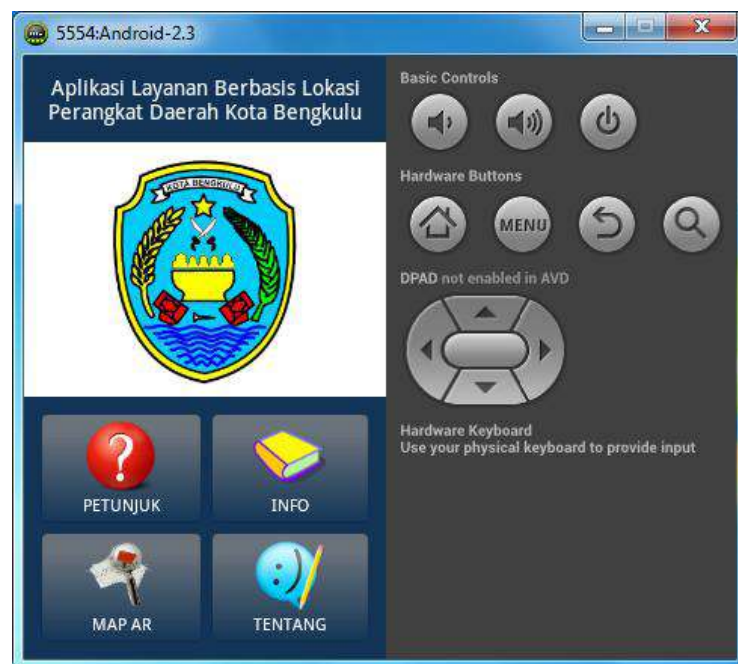 5554:Android-2.3
Aplikasi Layanan Berbasis Lokasi
Perangkat Daerah Kota Bengkulu
KOTA BENGKULU
PETUNJUK
INFO
MAP AR
TENTANG
Basic Controls
Hardware Buttons
MENU
DPAD not enabled in AVD
Hardware Keyboard
Use your physical keyboard to provide input